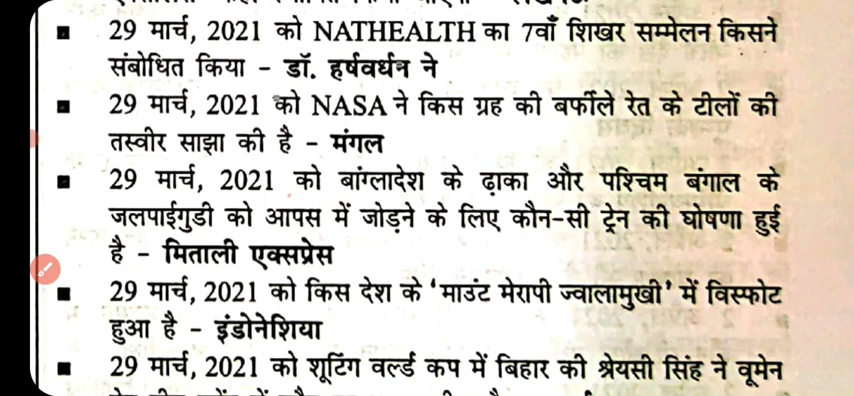 ▪ 29 मार्च, 2021 को NATHEALTH का 7वाँ शिखर सम्मेलन किसने
संबोधित किया – डॉ. हर्षवर्धन ने
▪ 29 मार्च, 2021 को NASA ने किस ग्रह की बर्फीले रेत के टीलों की
तस्वीर साझा की है – मंगल
▪ 29 मार्च, 2021 को बांग्लादेश के ढ़ाका और पश्चिम बंगाल के
जलपाईगुडी को आपस में जोड़ने के लिए कौन-सी ट्रेन की घोषणा हुई
है – मिताली एक्सप्रेस
▪ 29 मार्च, 2021 को किस देश के 'माउंट मेरापी ज्वालामुखी' में विस्फोट
हुआ है – इंडोनेशिया
▪ 29 मार्च, 2021 को शूटिंग वर्ल्ड कप में बिहार की श्रेयसी सिंह ने वूमेन